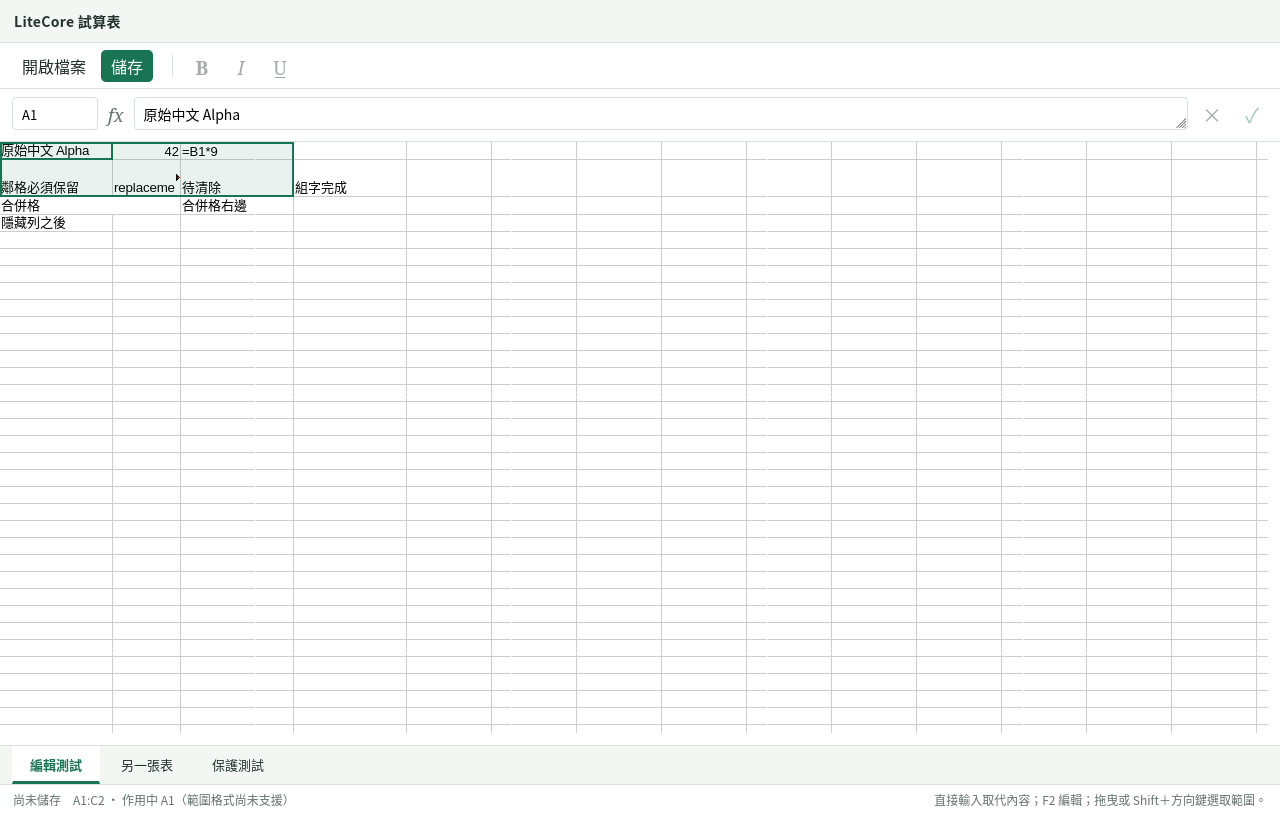 LiteCore 試算表
開啟檔案 儲存 B I U
A1 fx 原始中文 Alpha
原始中文 Alpha 42 =B1*9
鄰格必須保留 replaceme 待清除 組字完成
合併格 合併格右邊
隱藏列之後
編輯測試 另一張表 保護測試
尚未儲存 A1:C2 · 作用中 A1（範圍格式尚未支援） 直接輸入取代內容；F2 編輯；拖曳或 Shift＋方向鍵選取範圍。